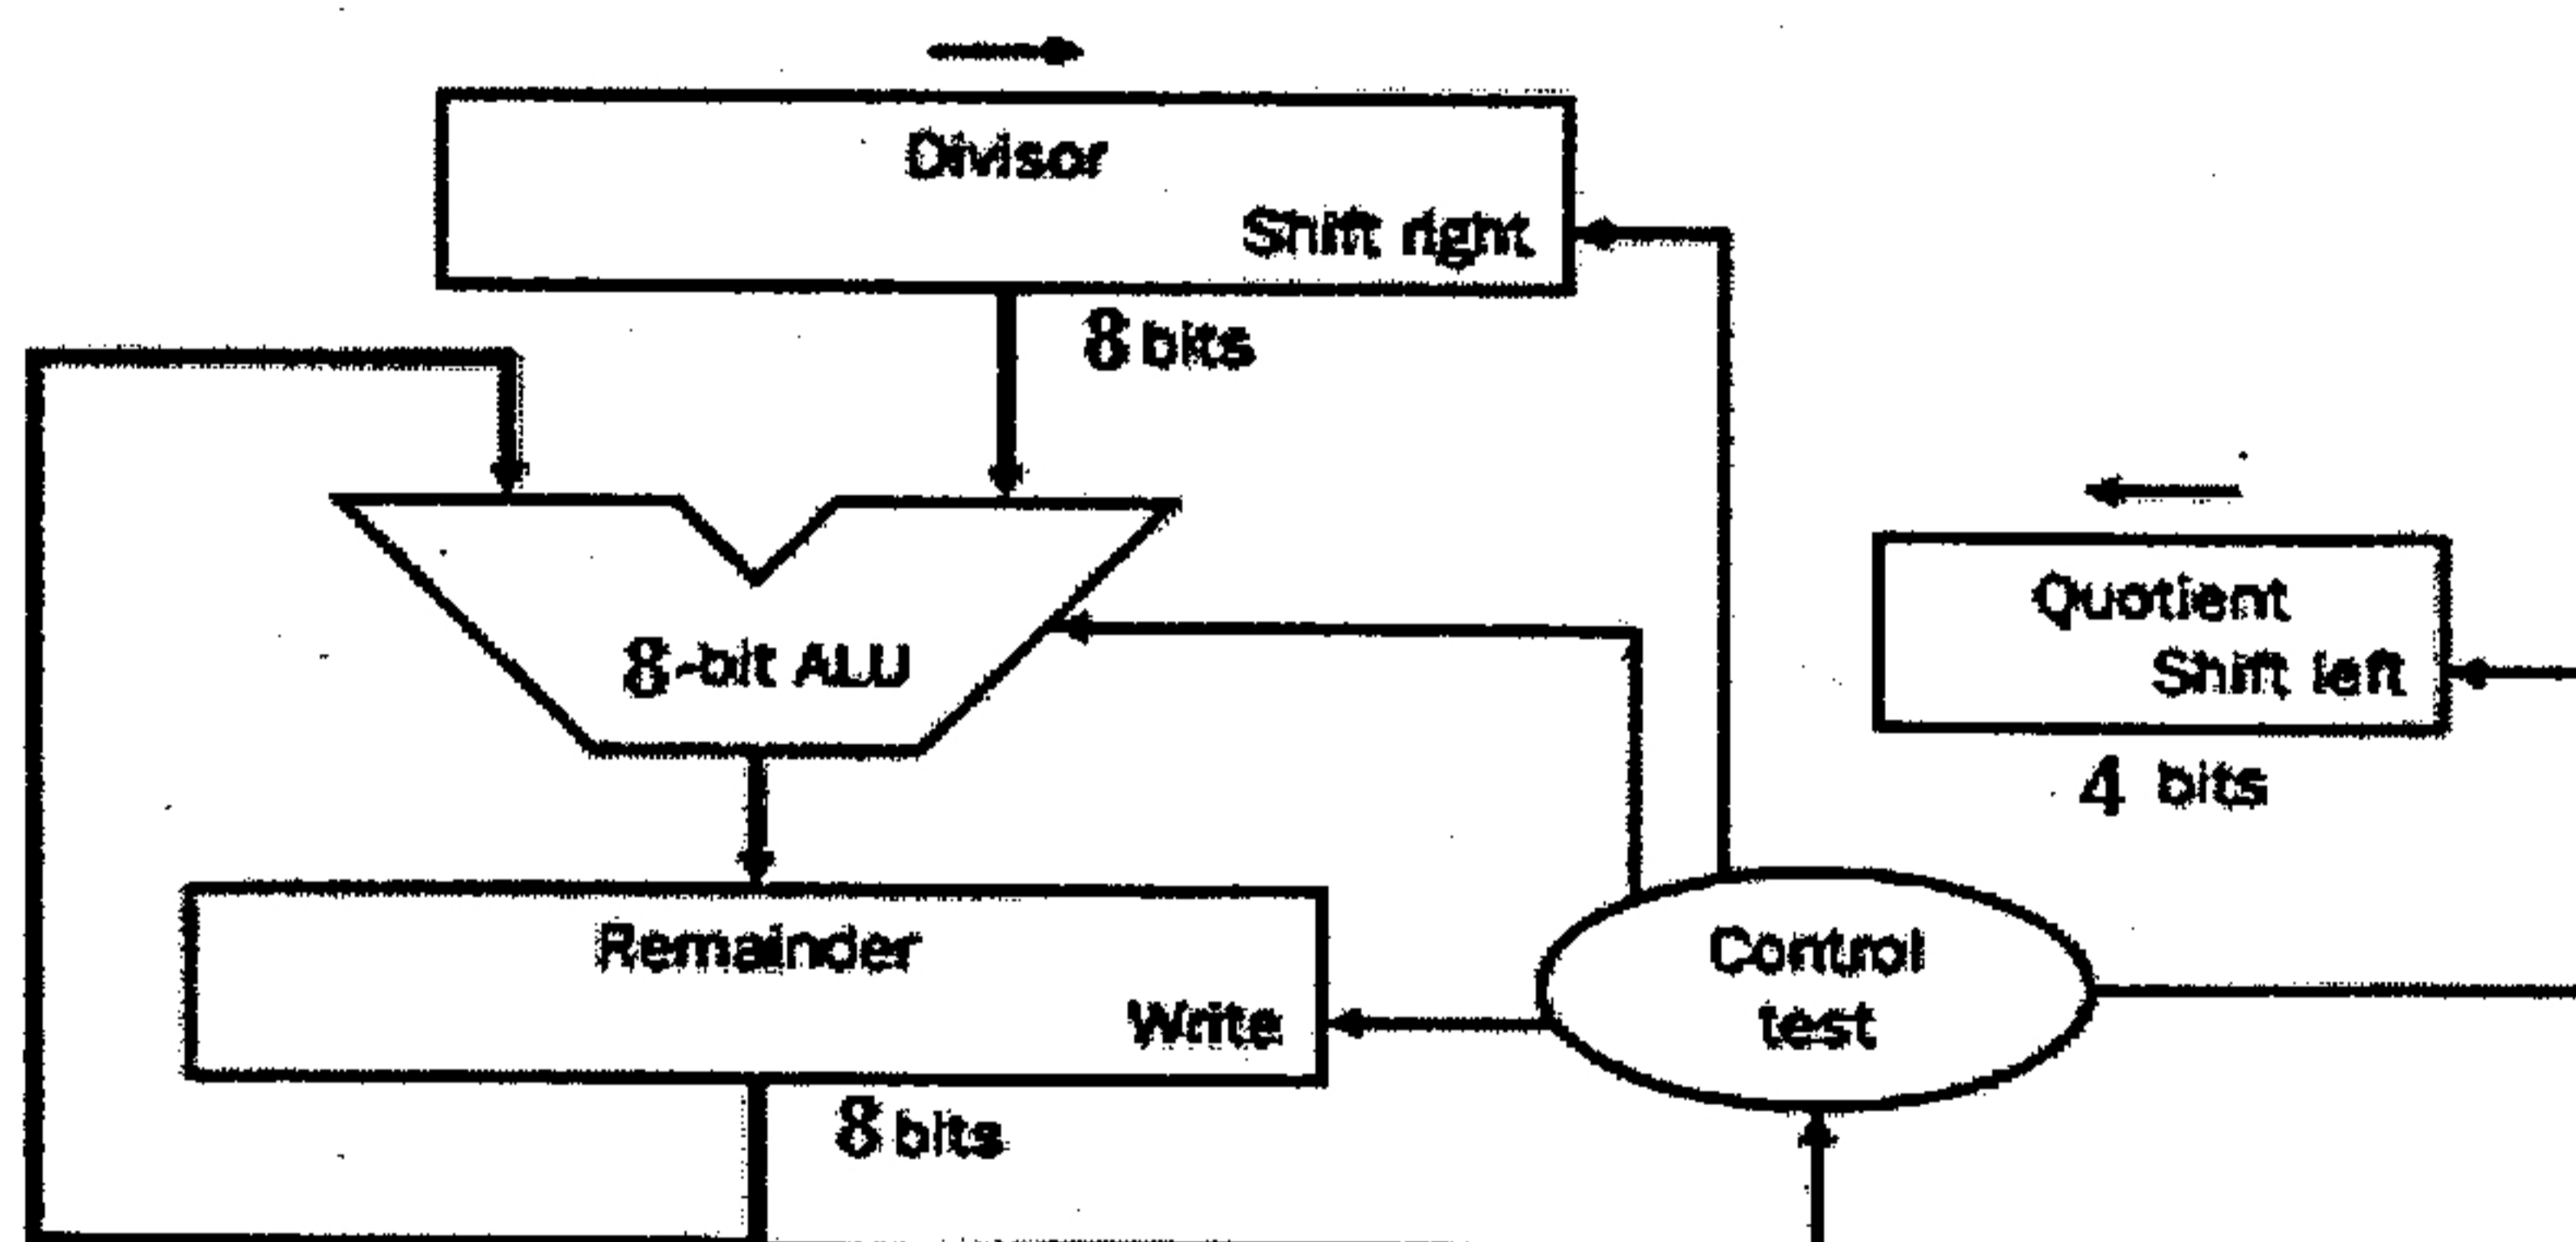 Divisor
Shift right
8 bits
8-bit ALU
Quotient
Shift left
4 bits
Remainder
Write
8 bits
Control
test